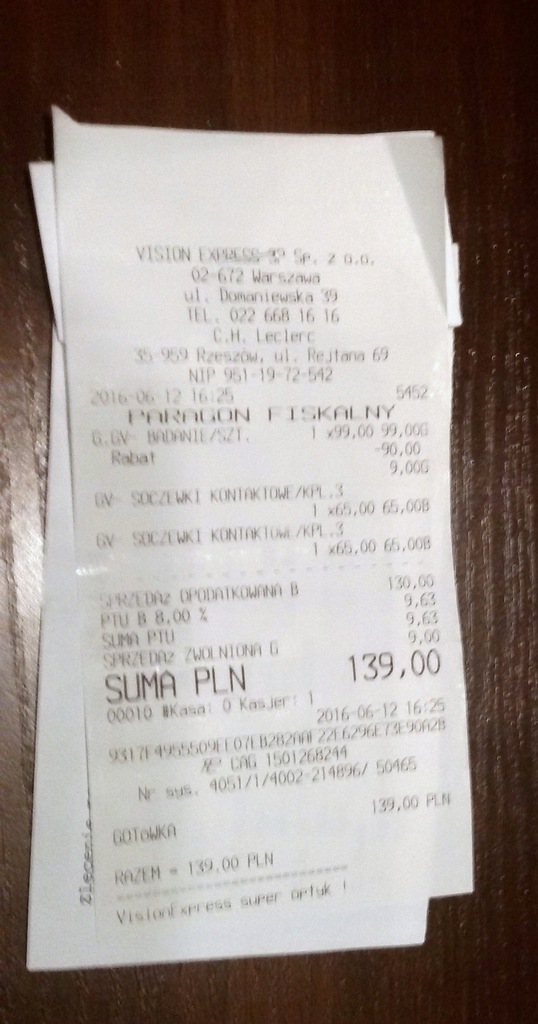 VISION EXPRESS SP Sp. z o.o.
02-672 Warszawa
ul. Domaniewska 39
TEL. 022 668 16 16
C.H. Leclerc
35-959 Rzeszów, ul. Rejtana 69
NIP 951-19-72-542
2016-06-12 16:25 5452
PARAGON FISKALNY
G.GV- BADANIE/SZT. 1 x99,00 99,00G
Rabat -90,00
9,00G
GV- SOCZEWKI KONTAKTOWE/KPL.3
1 x65,00 65,00B
GV- SOCZEWKI KONTAKTOWE/KPL.3
1 x65,00 65,00B
SPRZEDAż OPODATKOWANA B 130,00
PTU B 8,00 % 9,63
SUMA PTU 9,63
SPRZEDAż ZWOLNIONA G 9,00
SUMA PLN 139,00
00010 #Kasa: 0 Kasjer: 1
2016-06-12 16:25
CAG 1501268244
Nr sys. 4051/1/4002-214896/ 50465
139,00 PLN
GOTóWKA
RAZEM = 139,00 PLN
VisionExpress super optyk !
Zlecenie